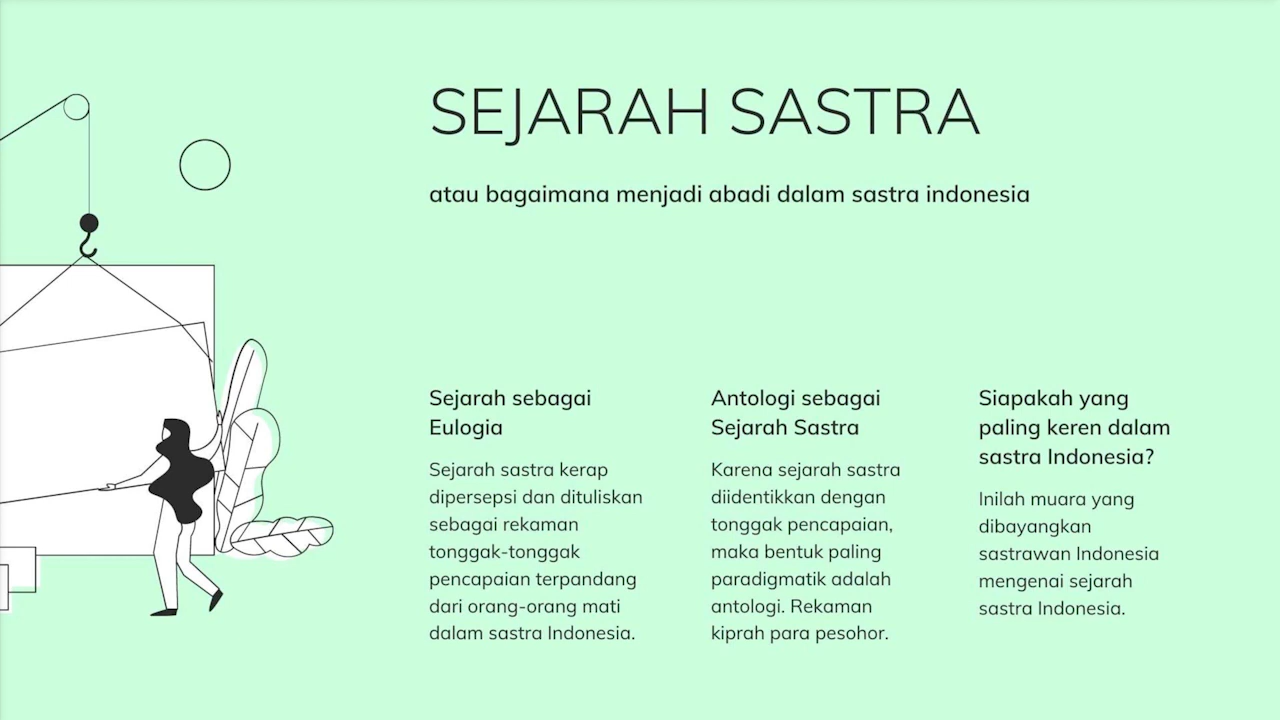 SEJARAH SASTRA
atau bagaimana menjadi abadi dalam sastra indonesia
Sejarah sebagai
Eulogia
Sejarah sastra kerap
dipersepsi dan dituliskan
sebagai rekaman
tonggak-tonggak
pencapaian terpandang
dari orang-orang mati
dalam sastra Indonesia.
Antologi sebagai
Sejarah Sastra
Karena sejarah sastra
diidentikkan dengan
tonggak pencapaian,
maka bentuk paling
paradigmatik adalah
antologi. Rekaman
kiprah para pesohor.
Siapakah yang
paling keren dalam
sastra Indonesia?
Inilah muara yang
dibayangkan
sastrawan Indonesia
mengenai sejarah
sastra Indonesia.